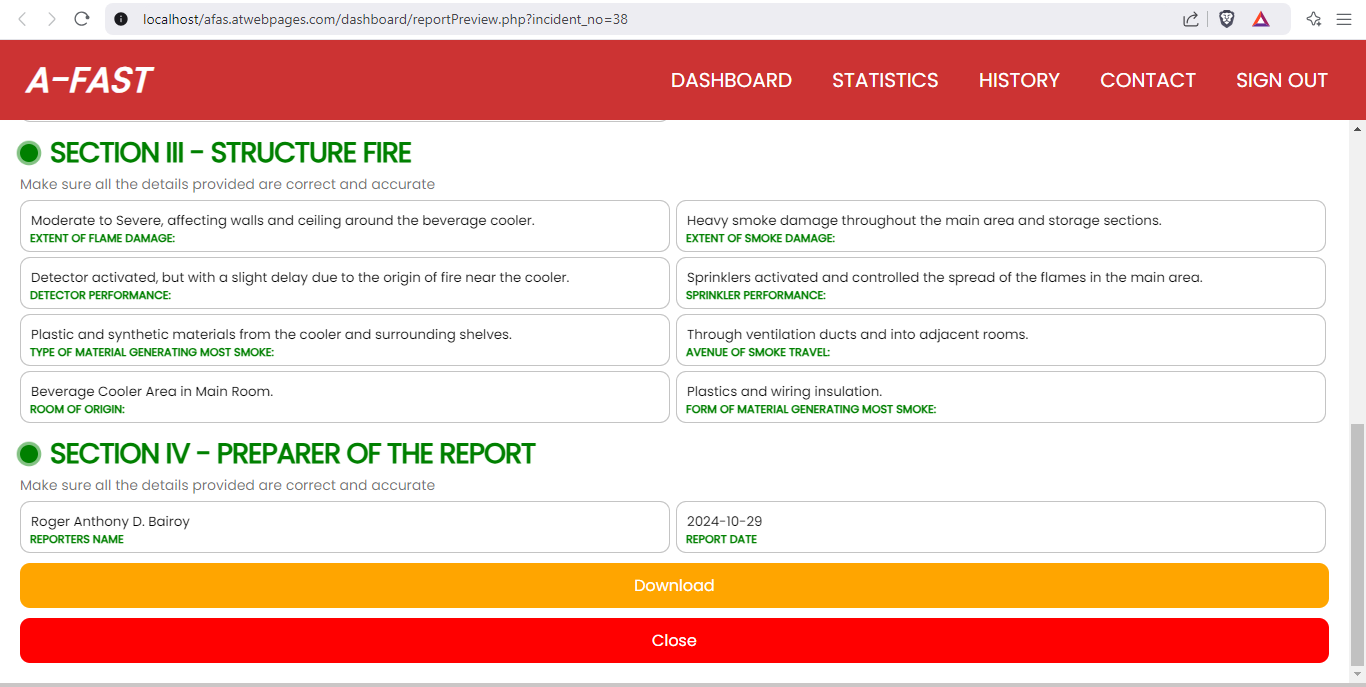 localhost/afas.atwebpages.com/dashboard/reportPreview.php?incident_no=38
A-FAST
DASHBOARD STATISTICS HISTORY CONTACT SIGN OUT
SECTION III - STRUCTURE FIRE
Make sure all the details provided are correct and accurate
Moderate to Severe, affecting walls and ceiling around the beverage cooler.
EXTENT OF FLAME DAMAGE:
Heavy smoke damage throughout the main area and storage sections.
EXTENT OF SMOKE DAMAGE:
Detector activated, but with a slight delay due to the origin of fire near the cooler.
DETECTOR PERFORMANCE:
Sprinklers activated and controlled the spread of the flames in the main area.
SPRINKLER PERFORMANCE:
Plastic and synthetic materials from the cooler and surrounding shelves.
TYPE OF MATERIAL GENERATING MOST SMOKE:
Through ventilation ducts and into adjacent rooms.
AVENUE OF SMOKE TRAVEL:
Beverage Cooler Area in Main Room.
ROOM OF ORIGIN:
Plastics and wiring insulation.
FORM OF MATERIAL GENERATING MOST SMOKE:
SECTION IV - PREPARER OF THE REPORT
Make sure all the details provided are correct and accurate
Roger Anthony D. Bairoy
REPORTERS NAME
2024-10-29
REPORT DATE
Download
Close